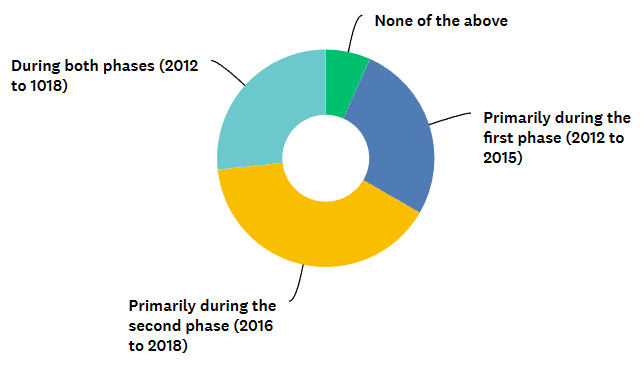 None of the above
During both phases (2012
to 1018)
Primarily during the
first phase (2012 to
2015)
Primarily during the
second phase (2016
to 2018)